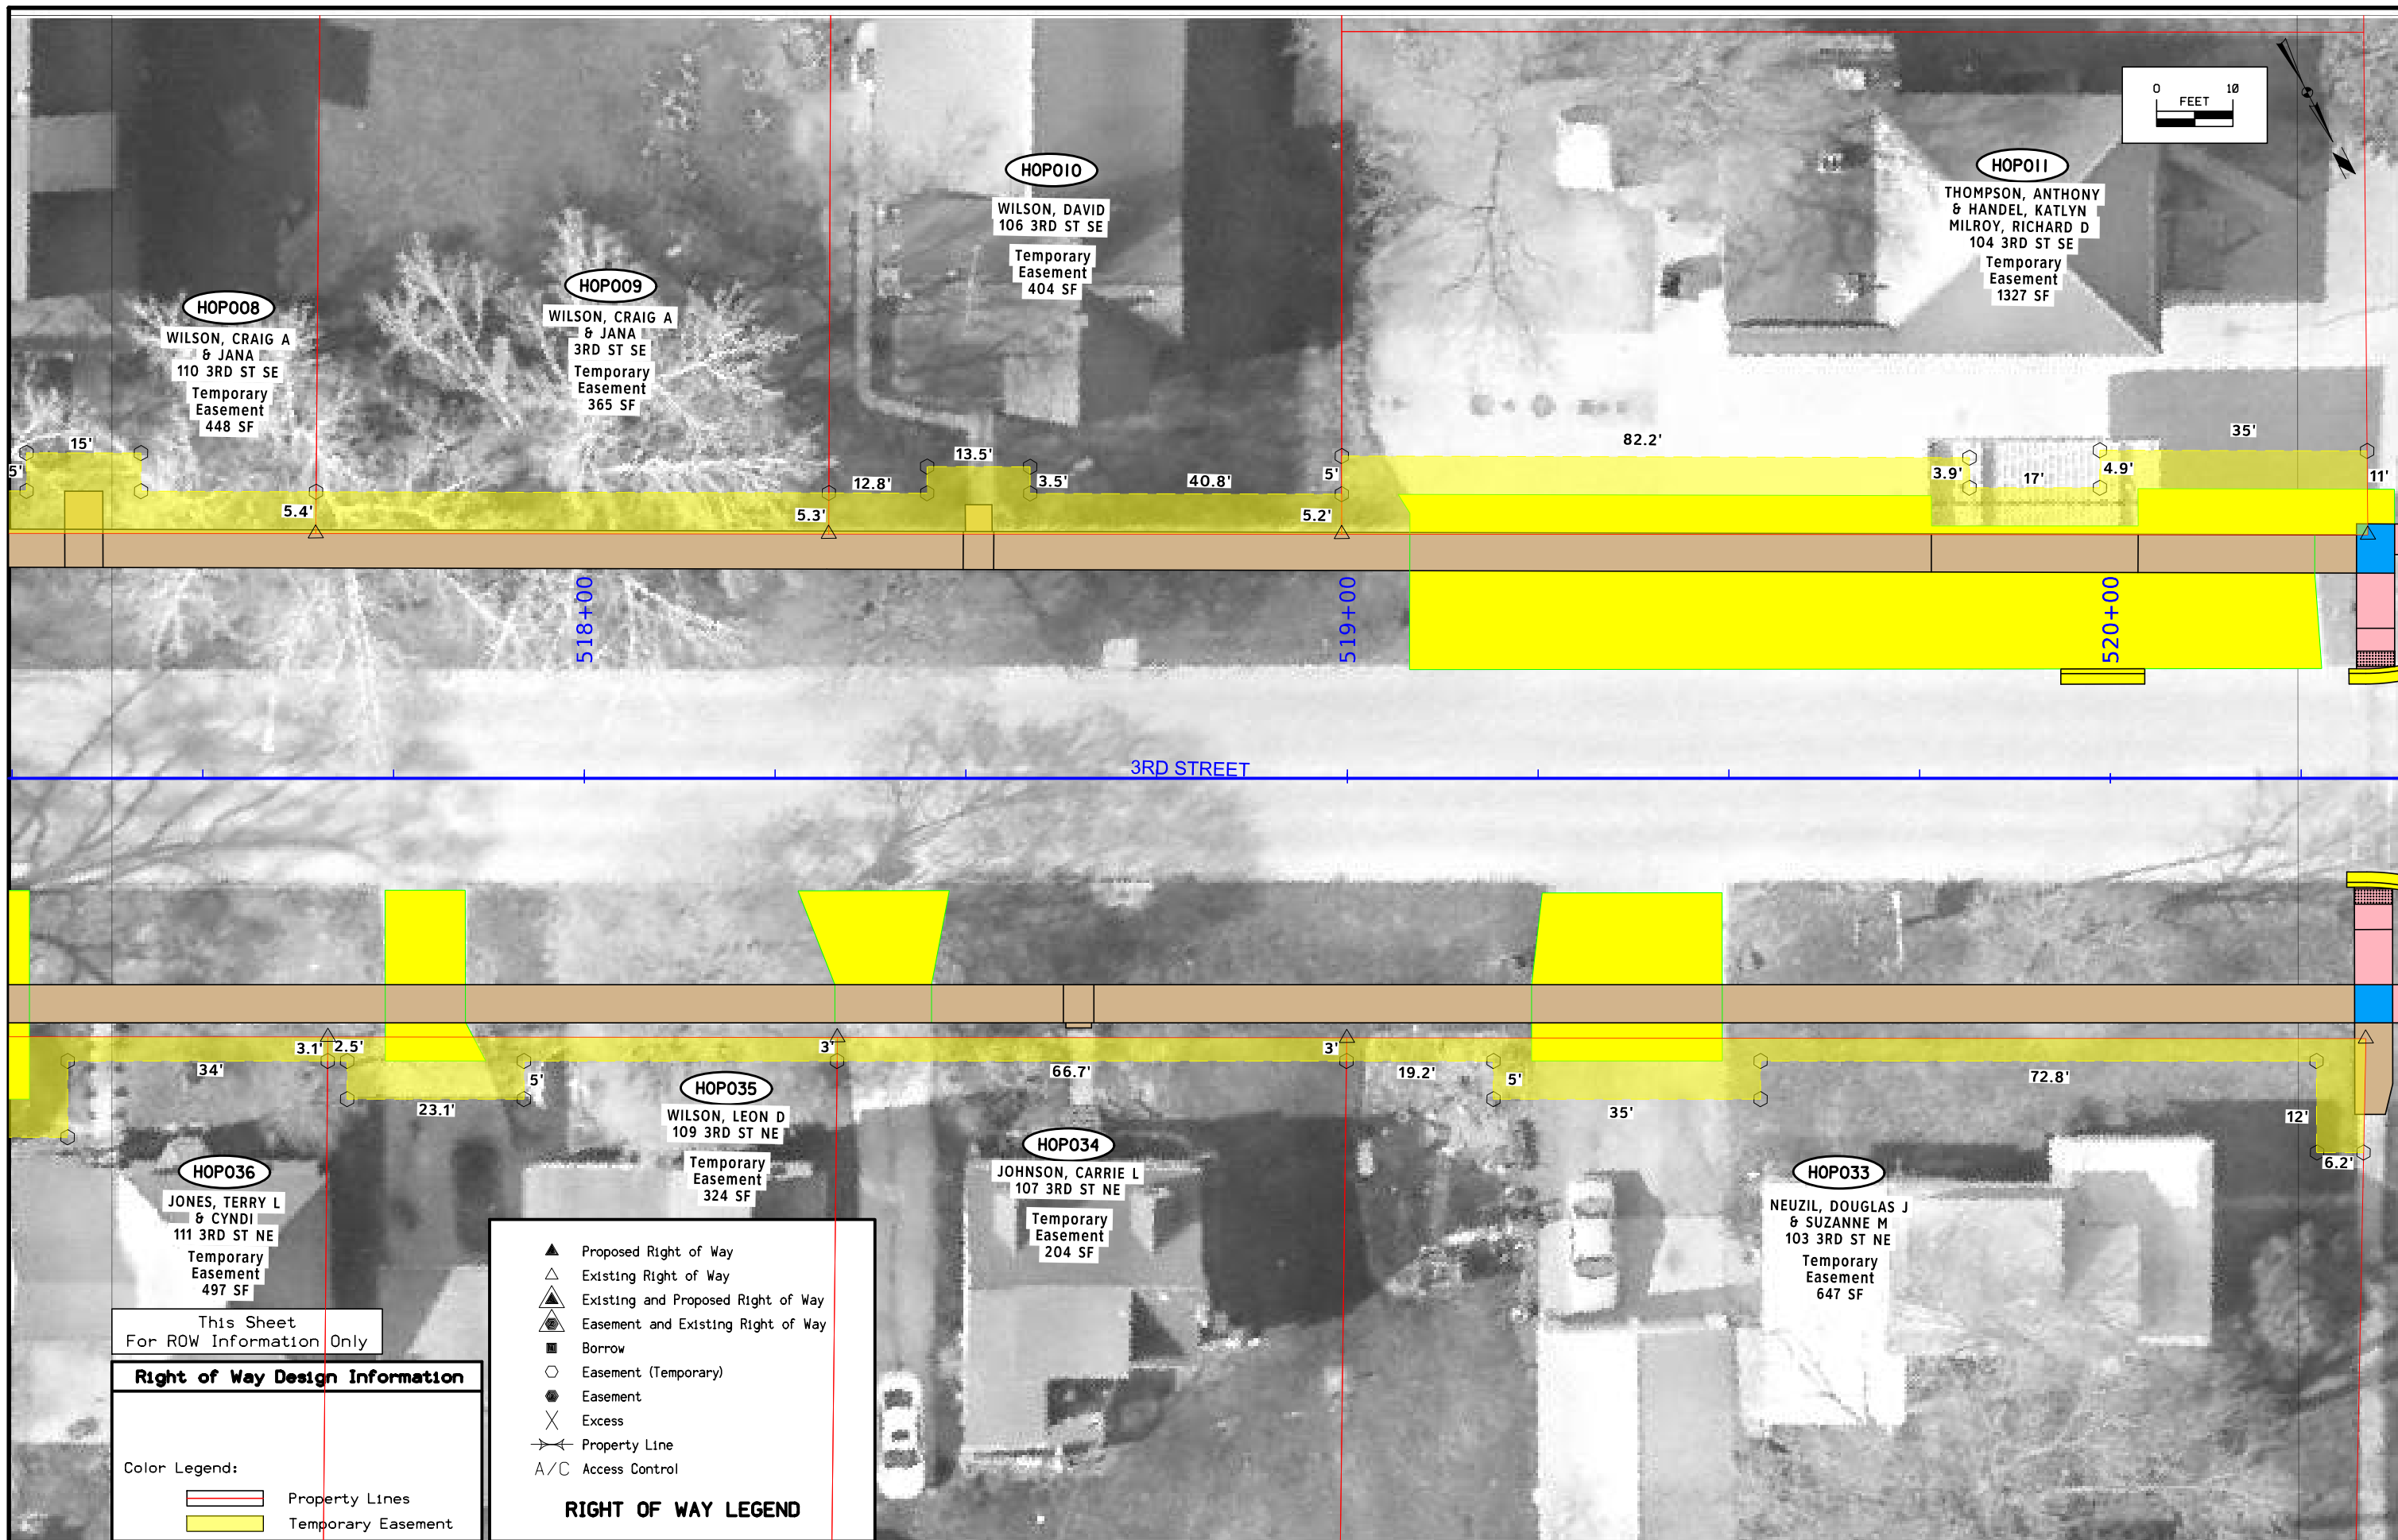 0 10
FEET
HOP008
WILSON, CRAIG A
& JANA
110 3RD ST SE
Temporary
Easement
448 SF
HOP009
WILSON, CRAIG A
& JANA
3RD ST SE
Temporary
Easement
365 SF
HOP010
WILSON, DAVID
106 3RD ST SE
Temporary
Easement
404 SF
HOP011
THOMPSON, ANTHONY
& HANDEL, KATLYN
MILROY, RICHARD D
104 3RD ST SE
Temporary
Easement
1327 SF
15'
5'
5.4'
5.3'
12.8'
13.5'
3.5'
40.8'
5'
5.2'
82.2'
3.9'
17'
4.9'
35'
11'
518+00
519+00
520+00
3RD STREET
34'
3.1'
2.5'
23.1'
5'
3'
66.7'
3'
19.2'
5'
35'
72.8'
12'
6.2'
HOP036
JONES, TERRY L
& CYNDI
111 3RD ST NE
Temporary
Easement
497 SF
HOP035
WILSON, LEON D
109 3RD ST NE
Temporary
Easement
324 SF
HOP034
JOHNSON, CARRIE L
107 3RD ST NE
Temporary
Easement
204 SF
HOP033
NEUZIL, DOUGLAS J
& SUZANNE M
103 3RD ST NE
Temporary
Easement
647 SF
This Sheet
For ROW Information Only
Right of Way Design Information
Color Legend:
Property Lines
Temporary Easement
Proposed Right of Way
Existing Right of Way
Existing and Proposed Right of Way
Easement and Existing Right of Way
Borrow
Easement (Temporary)
Easement
Excess
Property Line
A/C Access Control
RIGHT OF WAY LEGEND